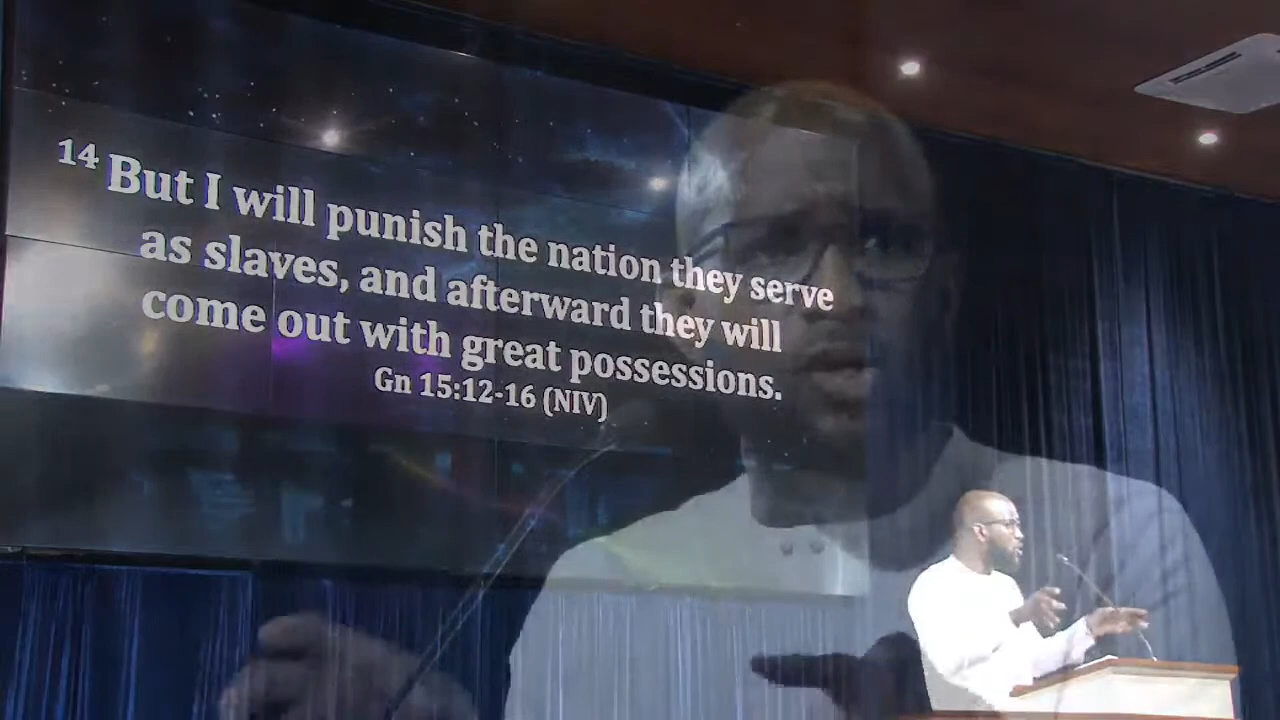 14 But I will punish the nation they serve
as slaves, and afterward they will
come out with great possessions.
Gn 15:12-16 (NIV)